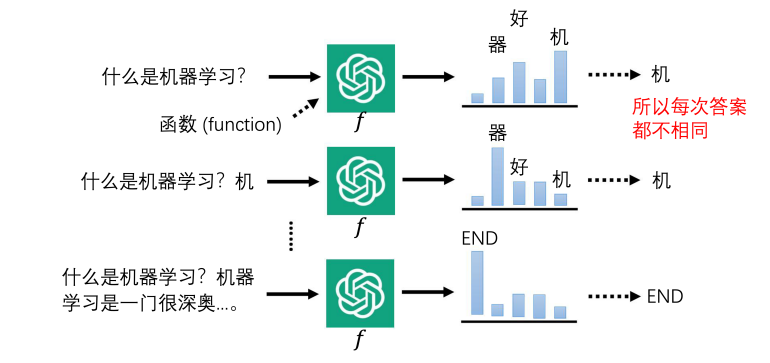 好
器
机
什么是机器学习?
机
函数 (function)
f
所以每次答案
都不相同
器
好
机
什么是机器学习? 机
机
f
END
什么是机器学习? 机器
学习是一门很深奥...。
END
f